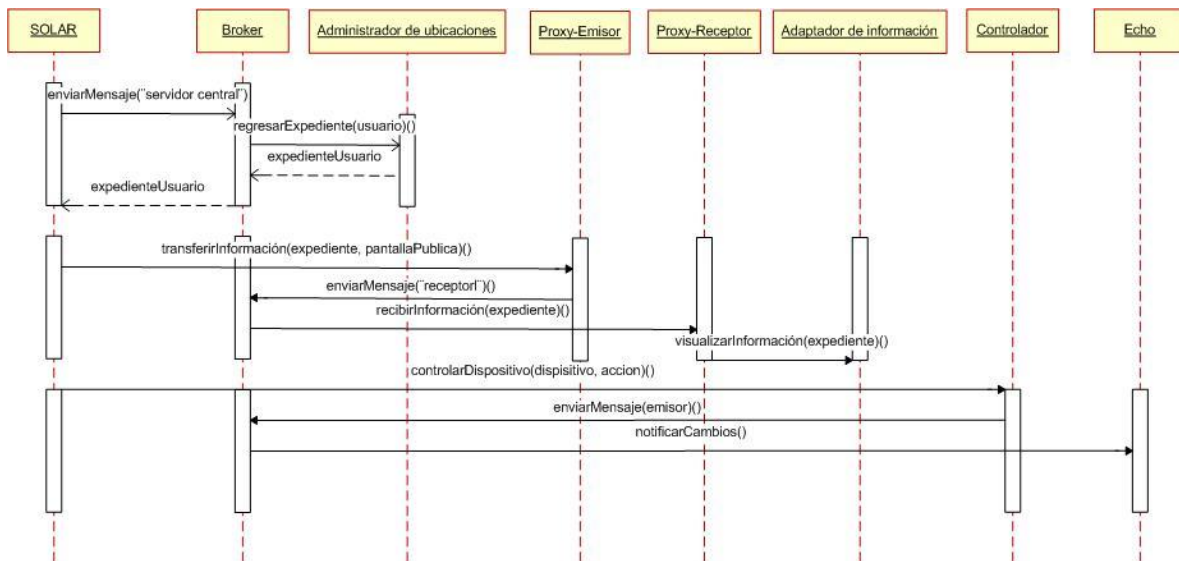 SOLAR
Broker
Administrador de ubicaciones
Proxy-Emisor
Proxy-Receptor
Adaptador de información
Controlador
Echo
enviarMensaje(¨servidor central¨)
regresarExpediente(usuario)()
expedienteUsuario
expedienteUsuario
transferirInformación(expediente, pantallaPublica)()
enviarMensaje(¨receptorI¨)()
recibirInformación(expediente)()
visualizarInformación(expediente)()
controlarDispositivo(dispisitivo, accion)()
enviarMensaje(emisor)()
notificarCambios()